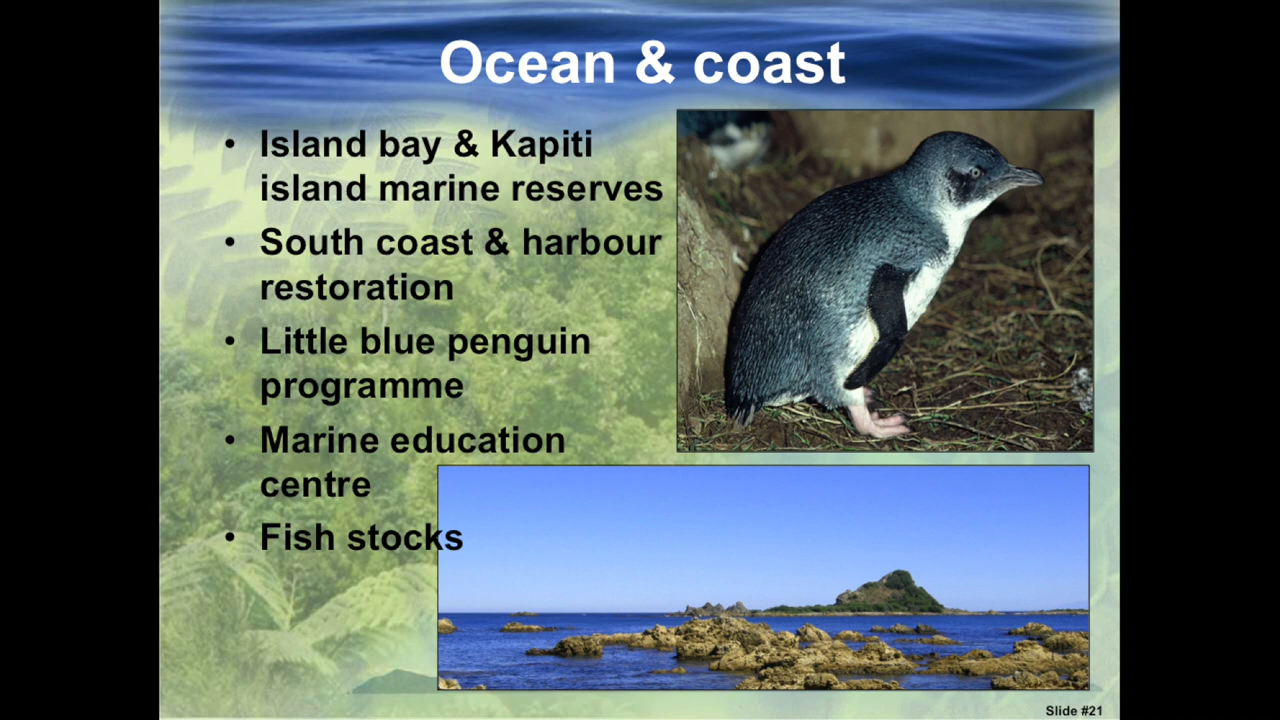 Ocean & coast
• Island bay & Kapiti
island marine reserves
• South coast & harbour
restoration
• Little blue penguin
programme
• Marine education
centre
• Fish stocks
Slide #21